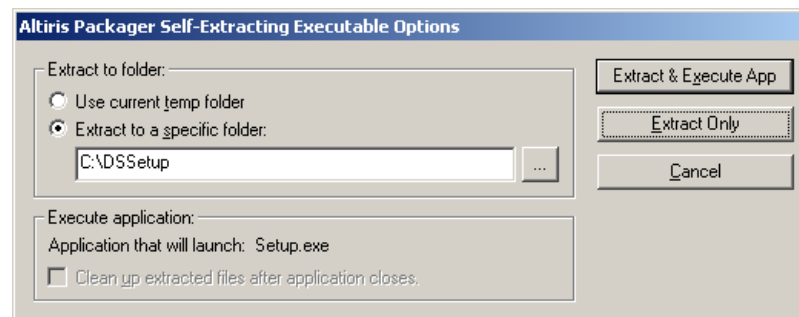 Altiris Packager Self-Extracting Executable Options
Extract to folder:
Use current temp folder
Extract to a specific folder:
C:\DSSetup
...
Extract & Execute App
Extract Only
Cancel
Execute application:
Application that will launch: Setup.exe
Clean up extracted files after application closes.